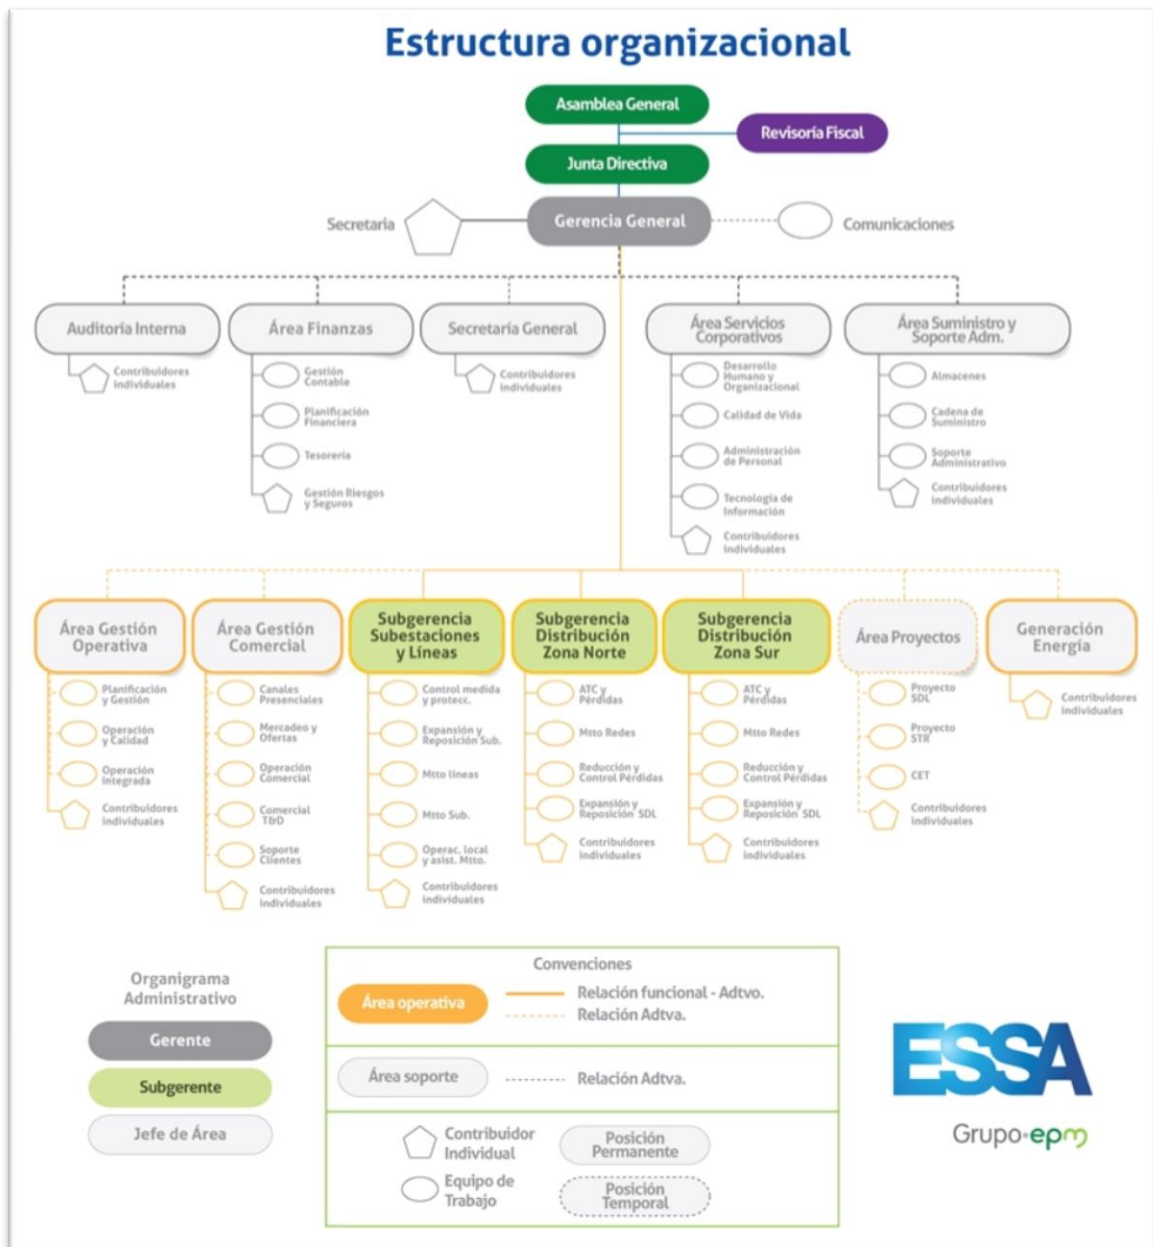 Estructura organizacional
Asamblea General
Revisoría Fiscal
Junta Directiva
Secretaria
Gerencia General
Comunicaciones
Auditoría Interna
Contribuidores
individuales
Área Finanzas
Gestión
Contable
Planificación
Financiera
Tesorería
Gestión Riesgos
y Seguros
Secretaría General
Contribuidores
individuales
Área Servicios
Corporativos
Desarrollo
Humano y
Organizacional
Calidad de Vida
Administración
de Personal
Tecnología de
Información
Contribuidores
individuales
Área Suministro y
Soporte Adm.
Almacenes
Cadena de
Suministro
Soporte
Administrativo
Contribuidores
individuales
Área Gestión
Operativa
Planificación
y Gestión
Operación
y Calidad
Operación
Integrada
Contribuidores
individuales
Área Gestión
Comercial
Canales
Presenciales
Mercadeo y
Ofertas
Operación
Comercial
Comercial
T&D
Soporte
Clientes
Contribuidores
individuales
Subgerencia
Subestaciones
y Líneas
Control medida
y protecc.
Expansión y
Reposición Sub.
Mtto líneas
Mtto Sub.
Operac. local
y asist. Mtto.
Contribuidores
individuales
Subgerencia
Distribución
Zona Norte
ATC y
Pérdidas
Mtto Redes
Reducción y
Control Pérdidas
Expansión y
Reposición SDL
Contribuidores
individuales
Subgerencia
Distribución
Zona Sur
ATC y
Pérdidas
Mtto Redes
Reducción y
Control Pérdidas
Expansión y
Reposición SDL
Contribuidores
individuales
Área Proyectos
Proyecto
SDL
Proyecto
STR
CET
Contribuidores
individuales
Generación
Energía
Contribuidores
individuales
Organigrama
Administrativo
Gerente
Subgerente
Jefe de Área
Convenciones
Área operativa
Relación funcional - Adtvo.
Relación Adtva.
Área soporte
Relación Adtva.
Contribuidor
Individual
Posición
Permanente
Equipo de
Trabajo
Posición
Temporal
ESSA
Grupo·epm